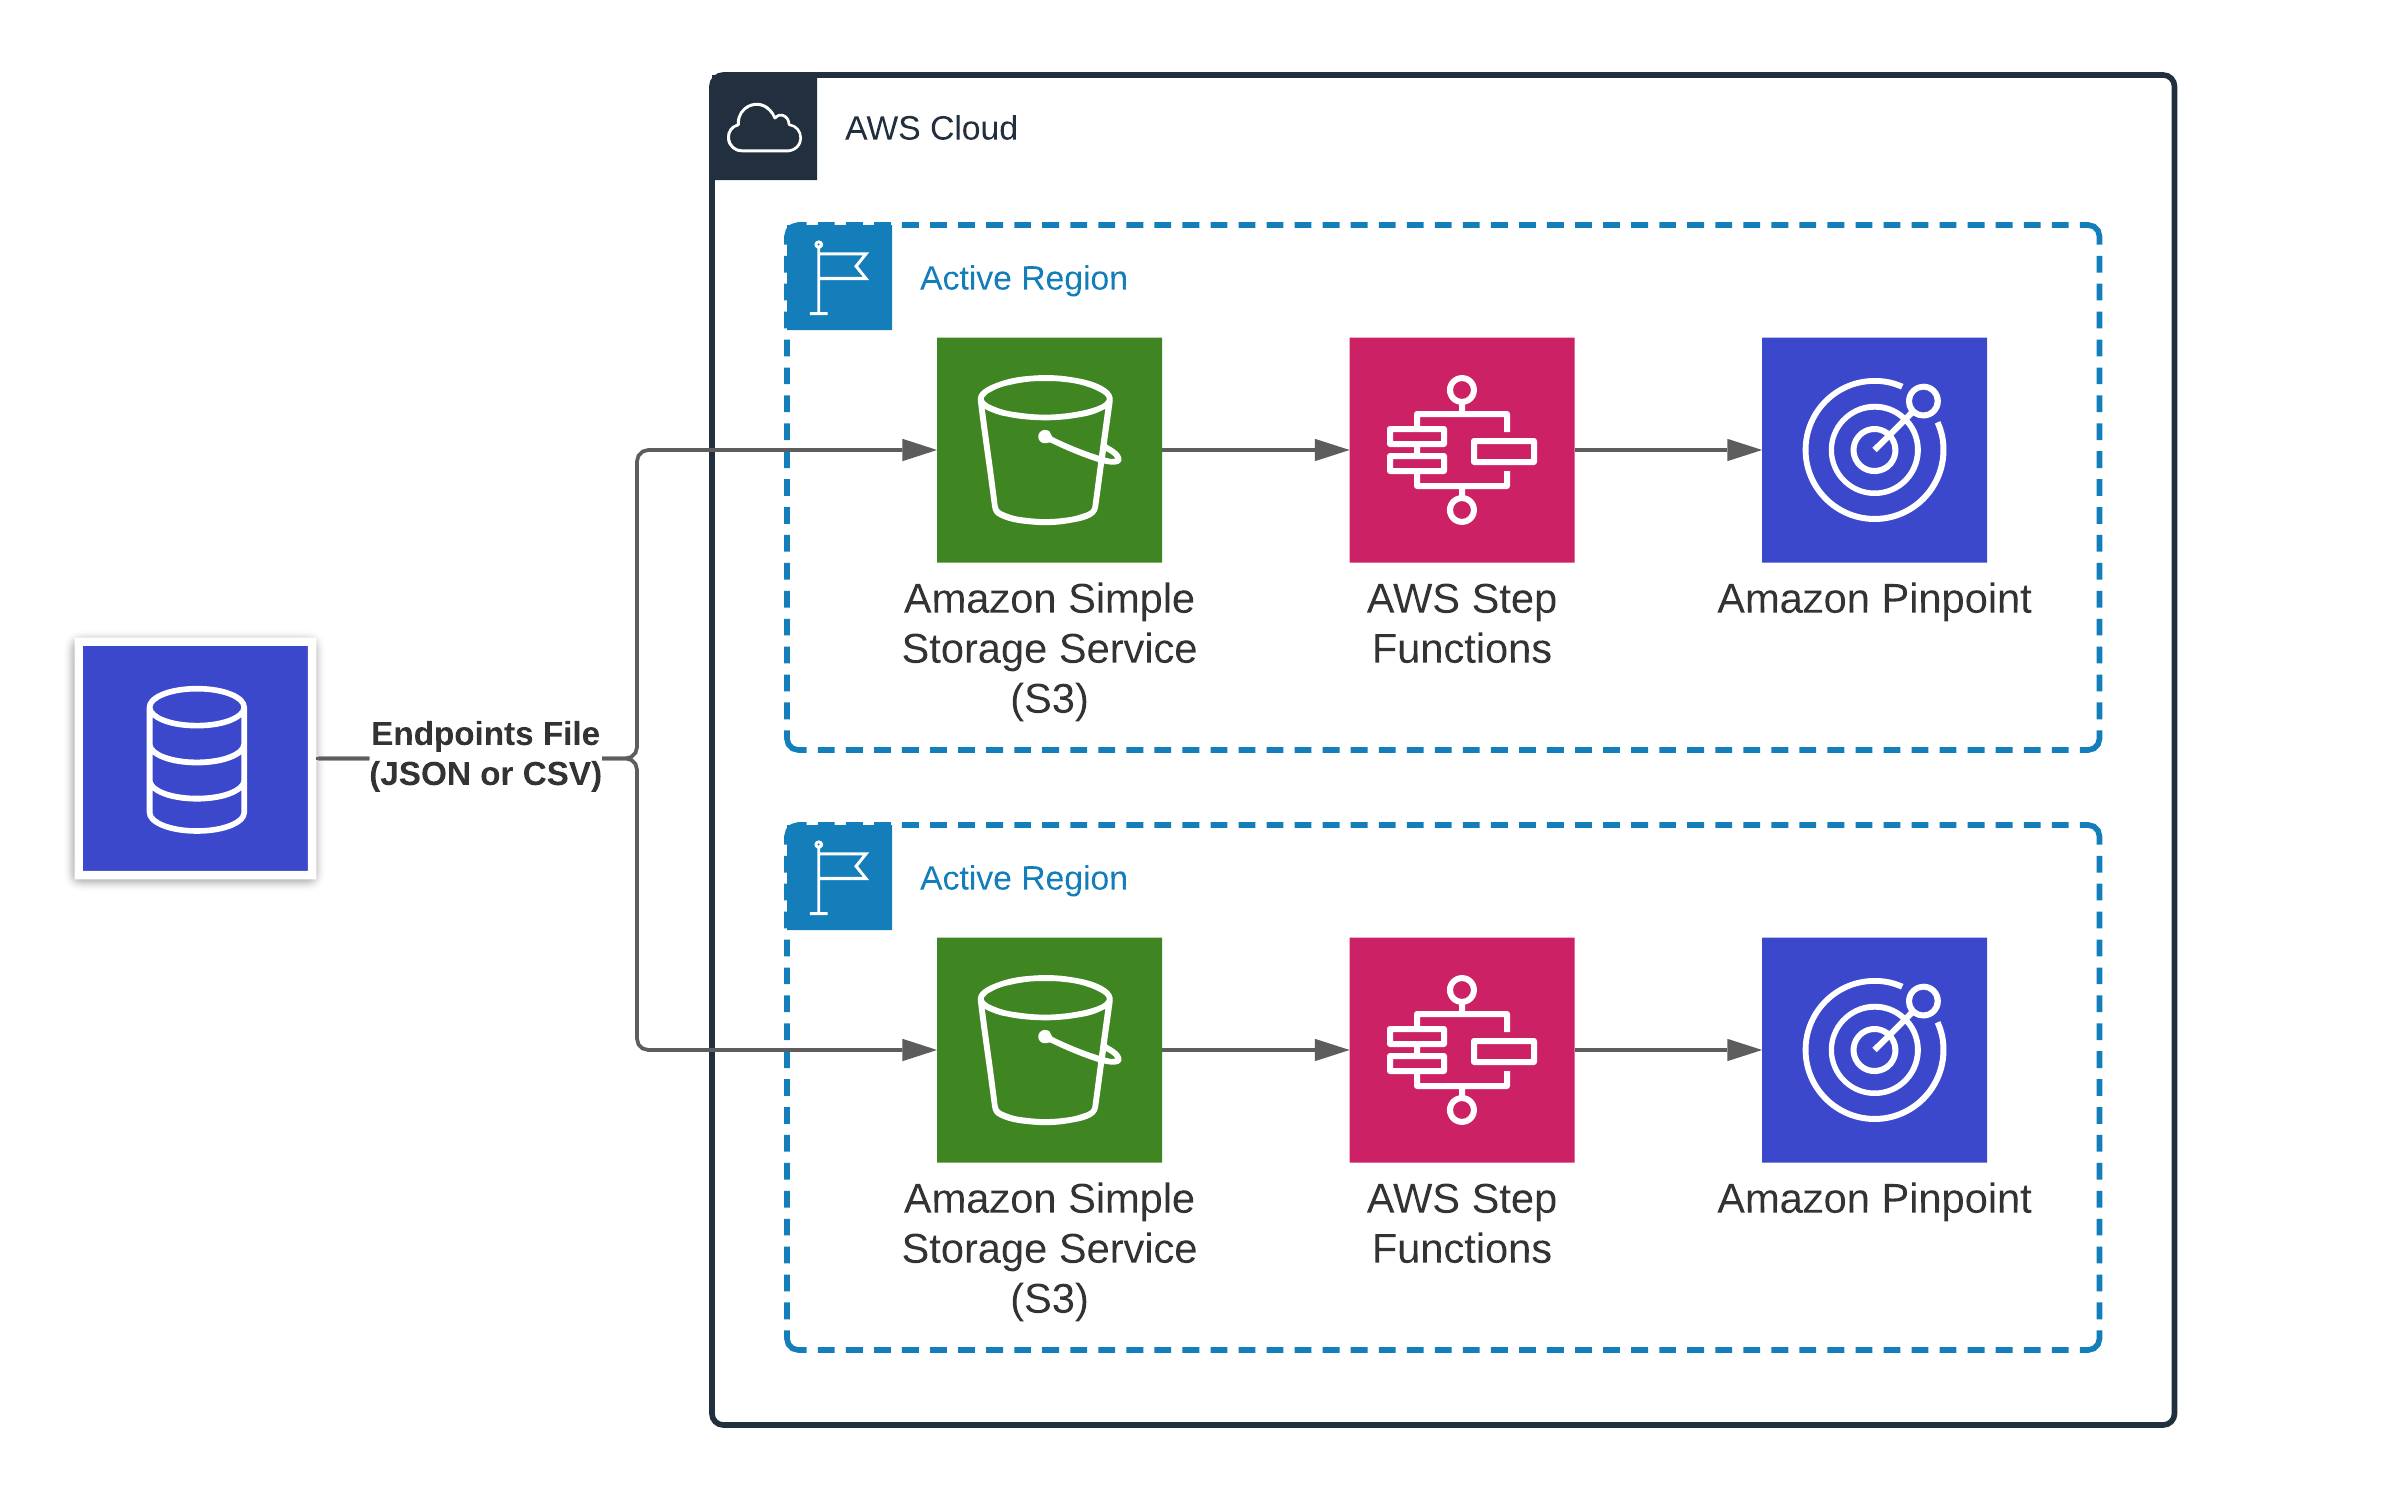 AWS Cloud
Active Region
Amazon Simple
Storage Service
(S3)
AWS Step
Functions
Amazon Pinpoint
Endpoints File
(JSON or CSV)
Active Region
Amazon Simple
Storage Service
(S3)
AWS Step
Functions
Amazon Pinpoint